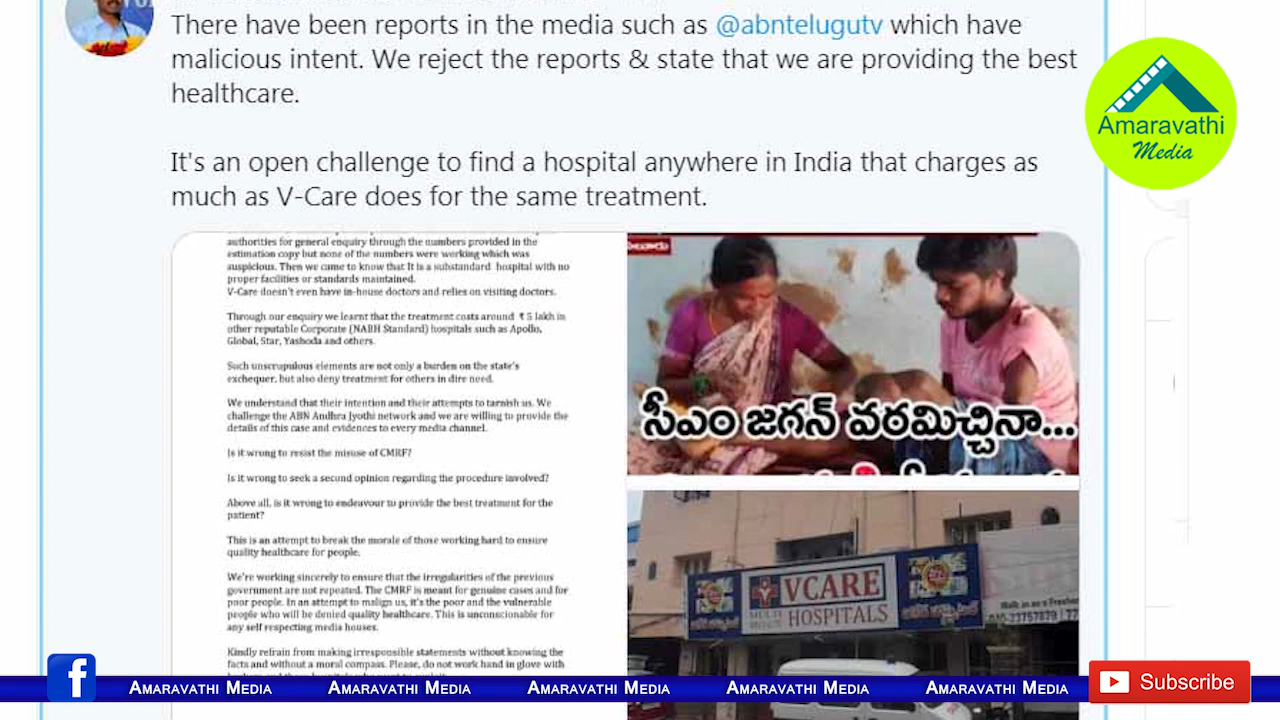 There have been reports in the media such as @abntelugutv which have
malicious intent. We reject the reports & state that we are providing the best
healthcare.
It's an open challenge to find a hospital anywhere in India that charges as
much as V-Care does for the same treatment.
authorities for general enquiry through the numbers provided in the
estimation copy but none of the numbers were working which was
suspicious. Then we came to know that It is a substandard hospital with no
proper facilities or standards maintained.
V-Care doesn't even have in-house doctors and relies on visiting doctors.
Through our enquiry we learnt that the treatment costs around ₹ 5 lakh in
other reputable Corporate (NABH Standard) hospitals such as Apollo,
Global, Star, Yashoda and others.
Such unscrupulous elements are not only a burden on the state's
exchequer, but also deny treatment for others in dire need.
We understand that their intention and their attempts to tarnish us. We
challenge the ABN Andhra Jyothi network and we are willing to provide the
details of this case and evidences to every media channel.
Is it wrong to resist the misuse of CMRF?
Is it wrong to seek a second opinion regarding the procedure involved?
Above all, is it wrong to endeavour to provide the best treatment for the
patient?
This is an attempt to break the morale of those working hard to ensure
quality healthcare for people.
We're working sincerely to ensure that the irregularities of the previous
government are not repeated. The CMRF is meant for genuine cases and for
poor people. In an attempt to malign us, it's the poor and the vulnerable
people who will be denied quality healthcare. This is unconscionable for
any self respecting media houses.
Kindly refrain from making irresponsible statements without knowing the
facts and without a moral compass. Please, do not work hand in glove with
సీఎం జగన్ వరమిచ్చినా...
VCARE
MULTI
HOSPITALS
Walk in as a
Amaravathi
Media
f
Amaravathi Media Amaravathi Media Amaravathi Media Amaravathi Media Amaravathi Media
Subscribe